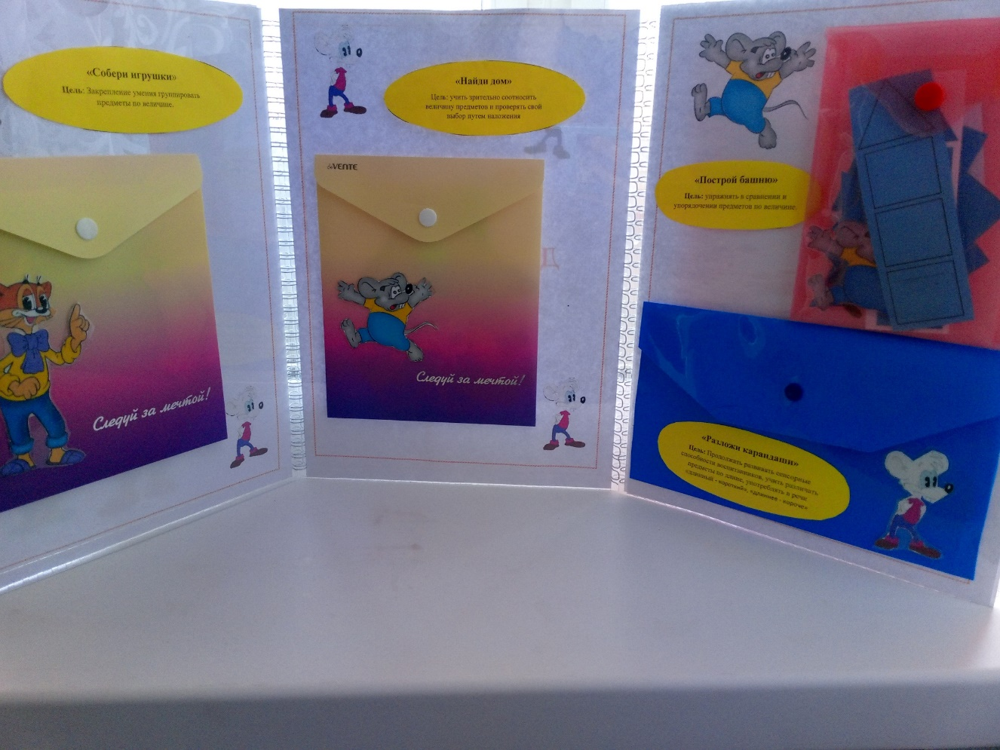 «Собери игрушки»
Цель: Закрепление умения группировать
предметы по величине.
Следуй за мечтой!
«Найди дом»
Цель: учить зрительно соотносить
величину предметов и проверять свой
выбор путем наложения
deVENTE
Следуй за мечтой!
«Построй башню»
Цель: упражнять в сравнении и
упорядочении предметов по величине.
«Разложи карандаши»
Цель: Продолжать развивать сенсорные
способности воспитанников, учить различать
предметы по длине, употреблять в речи
«длинный - короткий», «длиннее - короче»